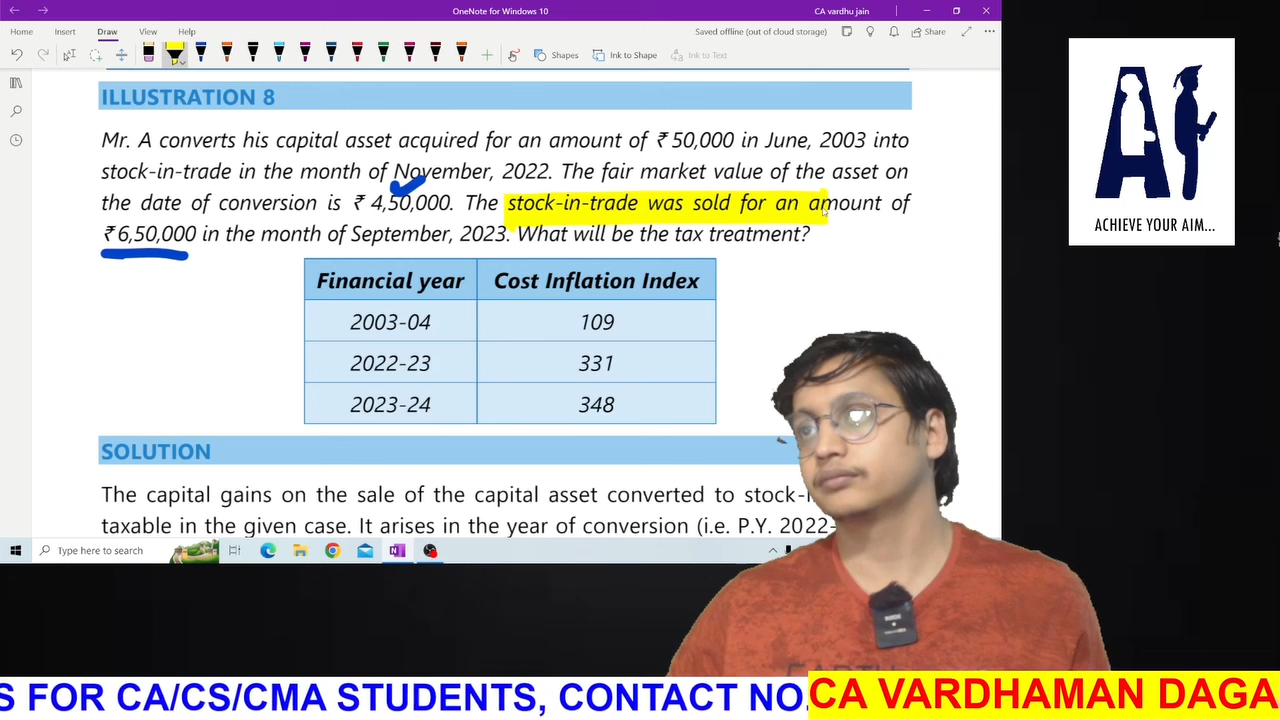 OneNote for Windows 10
CA vardhu jain
Home Insert Draw View Help
Saved offline (out of cloud storage)
Share
Shapes
Ink to Shape
Ink to Text
ILLUSTRATION 8
Mr. A converts his capital asset acquired for an amount of ₹ 50,000 in June, 2003 into
stock-in-trade in the month of November, 2022. The fair market value of the asset on
the date of conversion is ₹ 4,50,000. The stock-in-trade was sold for an amount of
₹ 6,50,000 in the month of September, 2023. What will be the tax treatment?
Financial year Cost Inflation Index
2003-04 109
2022-23 331
2023-24 348
SOLUTION
The capital gains on the sale of the capital asset converted to stock-
taxable in the given case. It arises in the year of conversion (i.e. P.Y. 2022-
Type here to search
AI
ACHIEVE YOUR AIM...
S FOR CA/CS/CMA STUDENTS, CONTACT NO.
CA VARDHAMAN DAGA